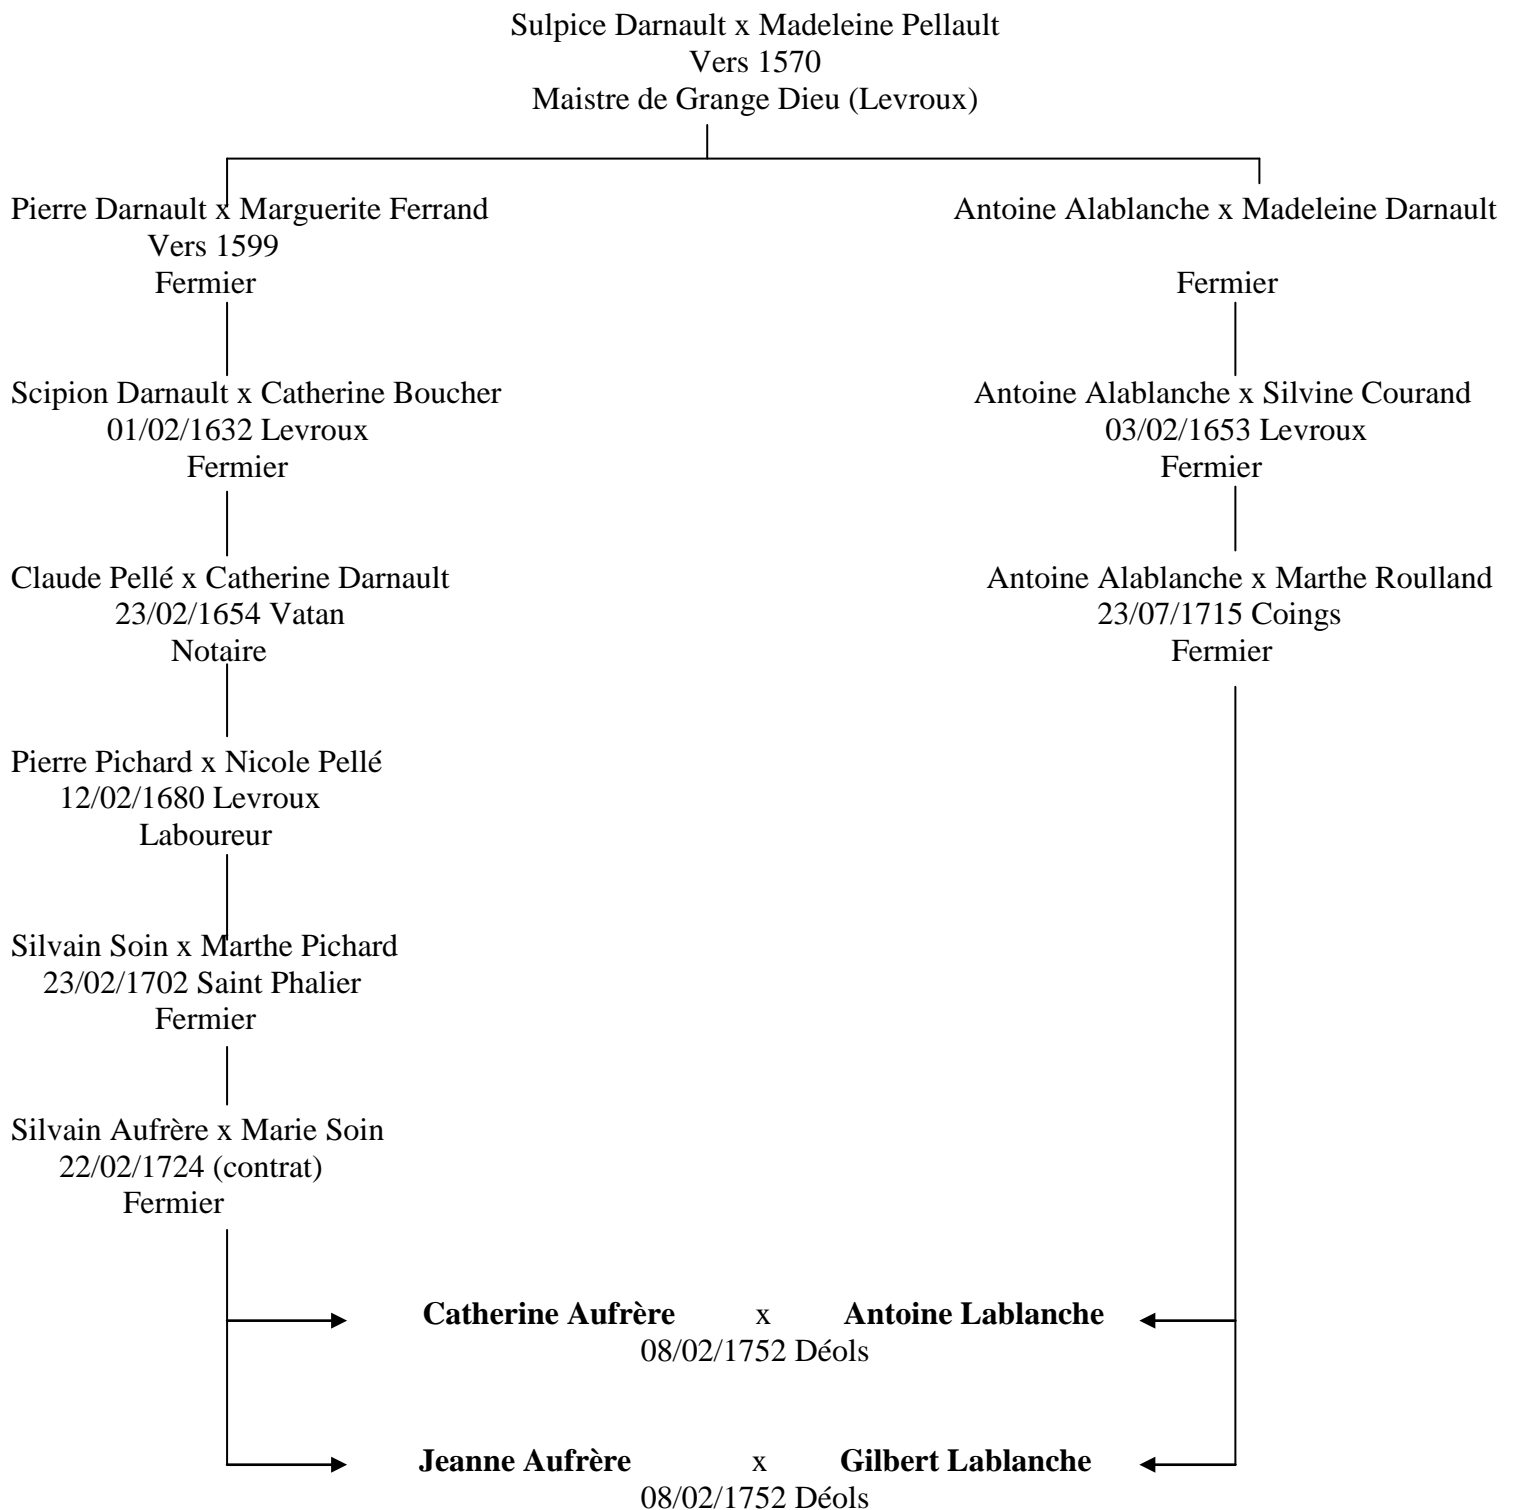 Sulpice Darnault x Madeleine Pellault
Vers 1570
Maistre de Grange Dieu (Levroux)
Pierre Darnault x Marguerite Ferrand
Vers 1599
Fermier
Antoine Alablanche x Madeleine Darnault
Fermier
Scipion Darnault x Catherine Boucher
01/02/1632 Levroux
Fermier
Antoine Alablanche x Silvine Courand
03/02/1653 Levroux
Fermier
Claude Pellé x Catherine Darnault
23/02/1654 Vatan
Notaire
Antoine Alablanche x Marthe Roulland
23/07/1715 Coings
Fermier
Pierre Pichard x Nicole Pellé
12/02/1680 Levroux
Laboureur
Silvain Soin x Marthe Pichard
23/02/1702 Saint Phalier
Fermier
Silvain Aufrère x Marie Soin
22/02/1724 (contrat)
Fermier
Catherine Aufrère x Antoine Lablanche
08/02/1752 Déols
Jeanne Aufrère x Gilbert Lablanche
08/02/1752 Déols